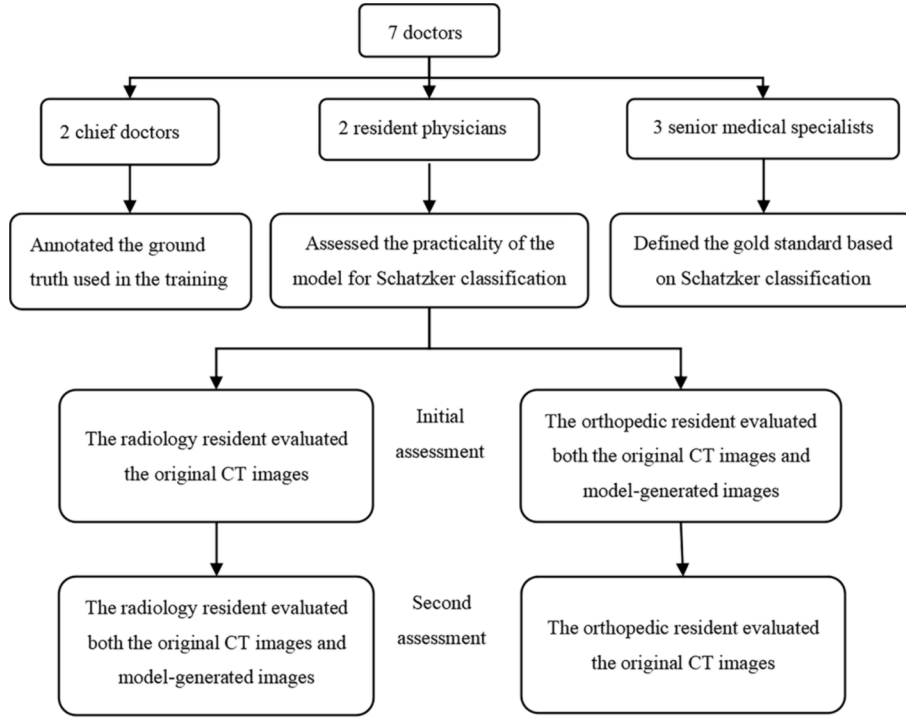 7 doctors
2 chief doctors
2 resident physicians
3 senior medical specialists
Annotated the ground
truth used in the training
Assessed the practicality of the
model for Schatzker classification
Defined the gold standard based
on Schatzker classification
The radiology resident evaluated
the original CT images
Initial
assessment
The orthopedic resident evaluated
both the original CT images and
model-generated images
The radiology resident evaluated
both the original CT images and
model-generated images
Second
assessment
The orthopedic resident evaluated
the original CT images